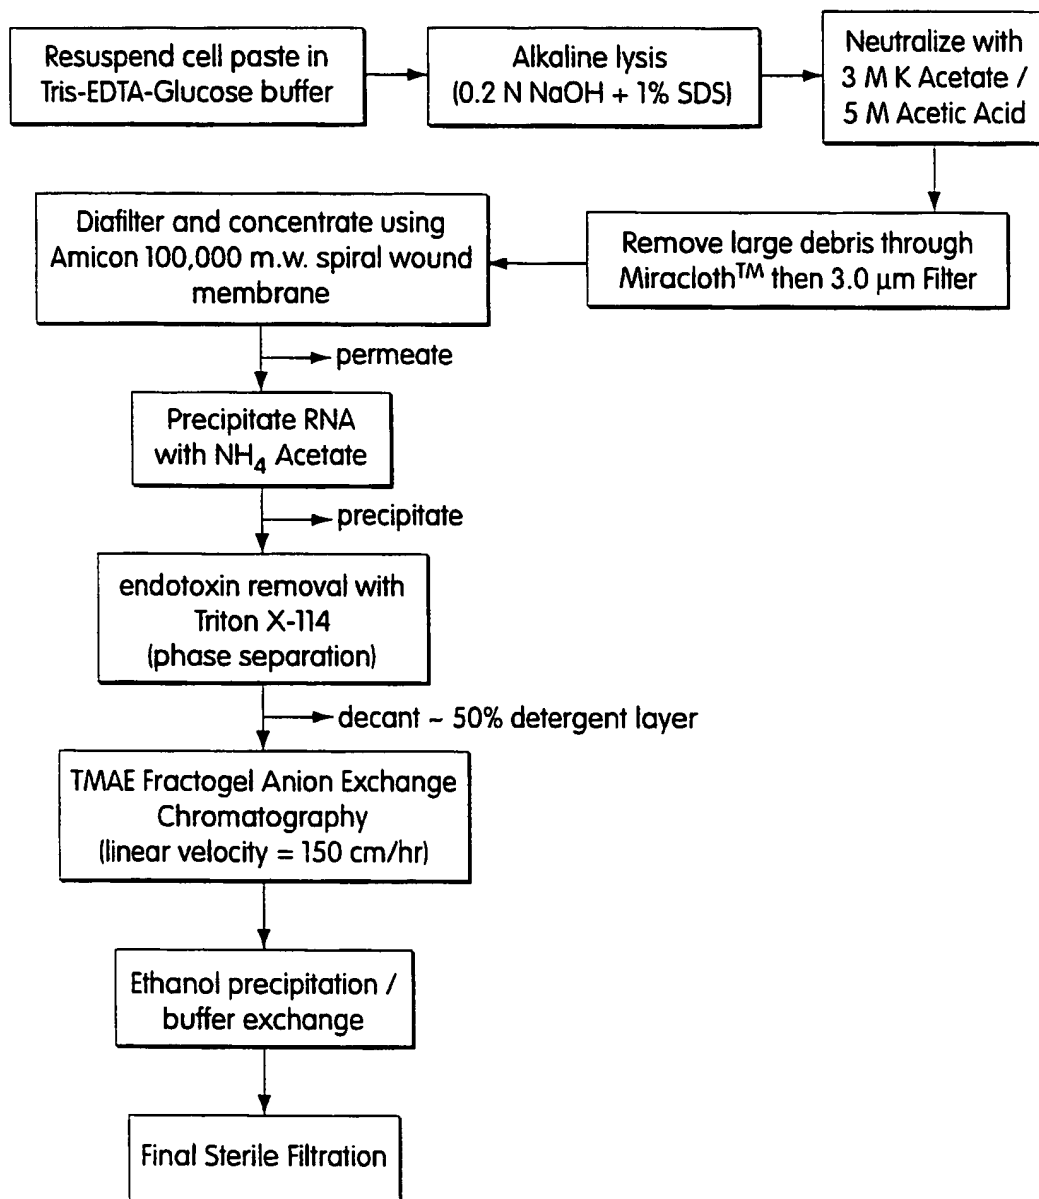 Resuspend cell paste in
Tris-EDTA-Glucose buffer
Alkaline lysis
(0.2 N NaOH + 1% SDS)
Neutralize with
3 M K Acetate /
5 M Acetic Acid
Remove large debris through
Miracloth™ then 3.0 µm Filter
Diafilter and concentrate using
Amicon 100,000 m.w. spiral wound
membrane
permeate
Precipitate RNA
with NH4 Acetate
precipitate
endotoxin removal with
Triton X-114
(phase separation)
decant ~ 50% detergent layer
TMAE Fractogel Anion Exchange
Chromatography
(linear velocity = 150 cm/hr)
Ethanol precipitation /
buffer exchange
Final Sterile Filtration